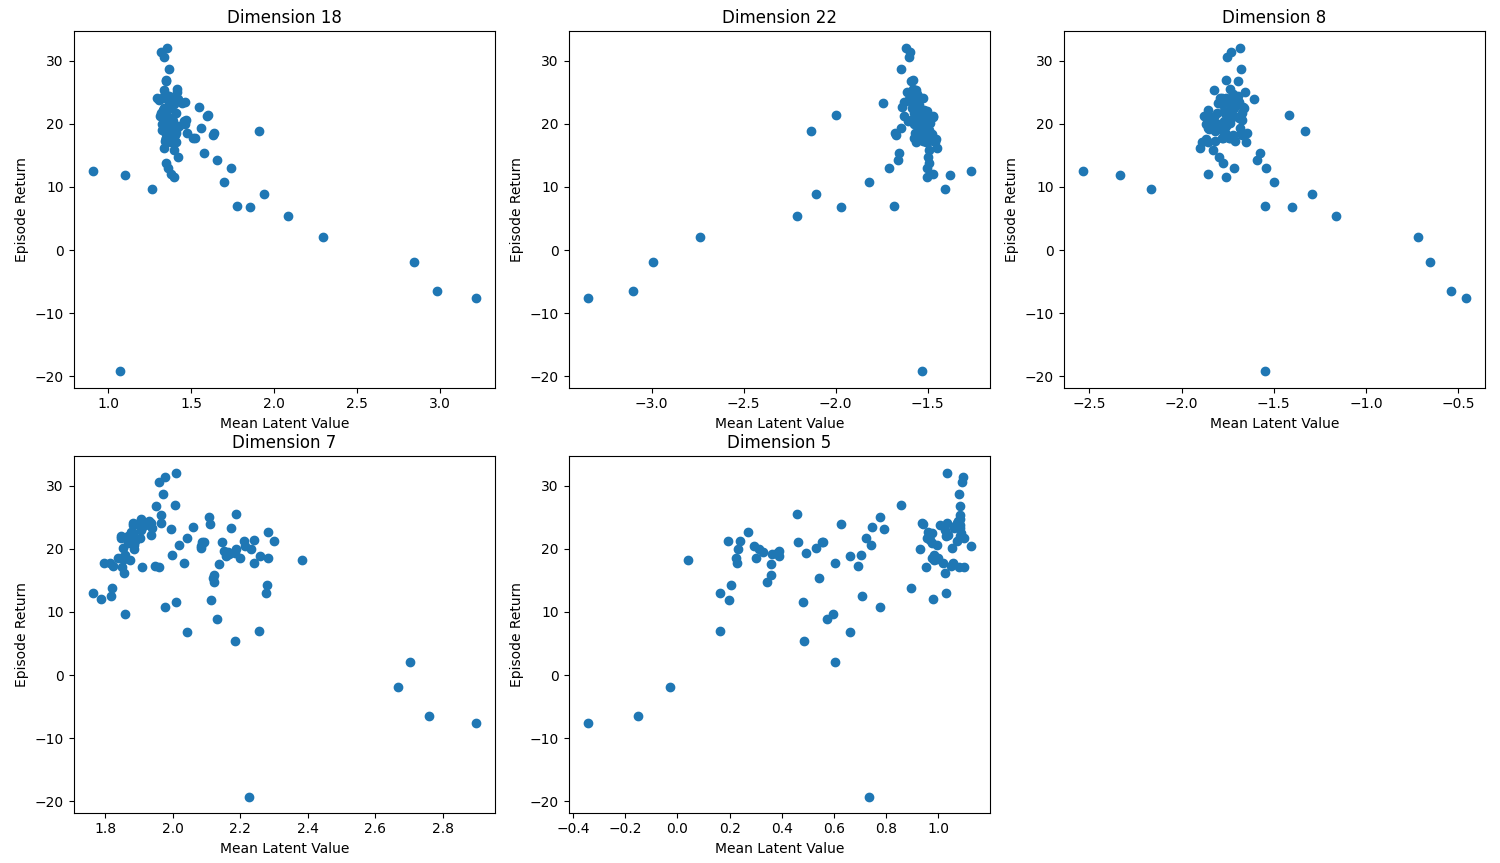 Dimension 18
Episode Return
30
20
10
0
−10
−20
1.0 1.5 2.0 2.5 3.0
Mean Latent Value
Dimension 22
Episode Return
30
20
10
0
−10
−20
−3.0 −2.5 −2.0 −1.5
Mean Latent Value
Dimension 8
Episode Return
30
20
10
0
−10
−20
−2.5 −2.0 −1.5 −1.0 −0.5
Mean Latent Value
Dimension 7
Episode Return
30
20
10
0
−10
−20
1.8 2.0 2.2 2.4 2.6 2.8
Mean Latent Value
Dimension 5
Episode Return
30
20
10
0
−10
−20
−0.4 −0.2 0.0 0.2 0.4 0.6 0.8 1.0
Mean Latent Value